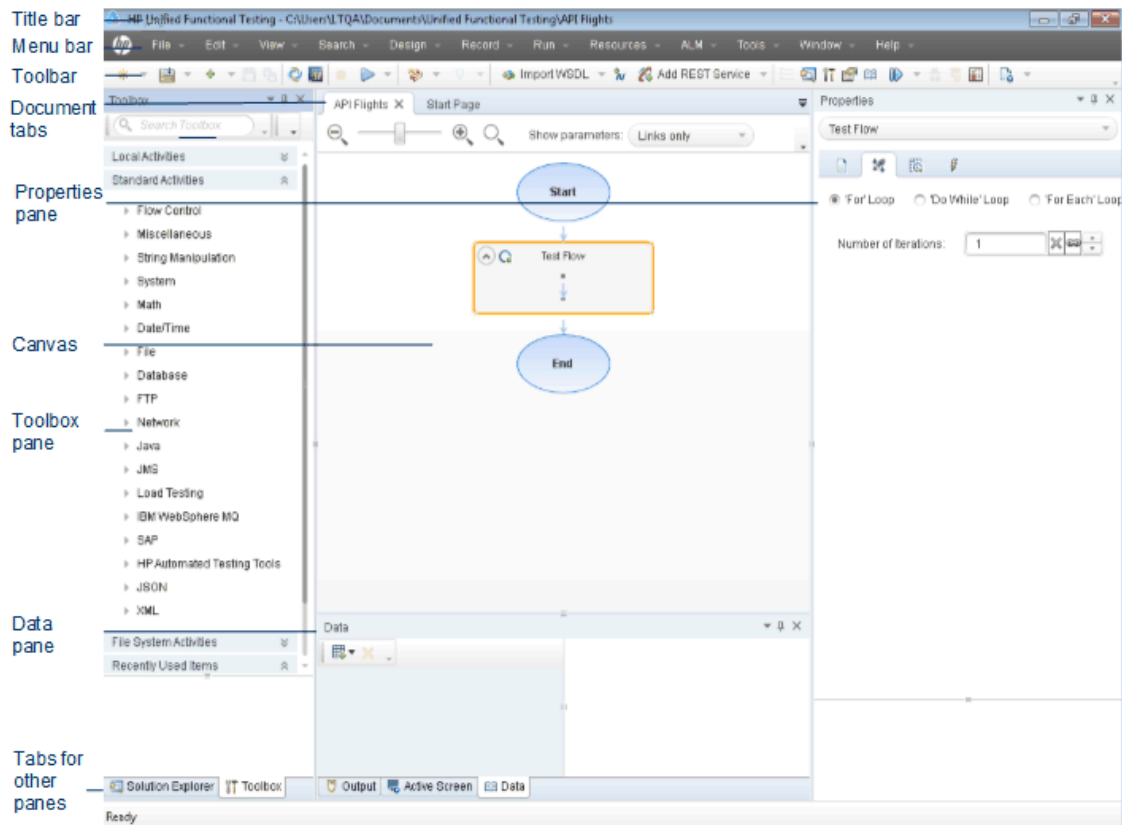 Title bar
HP Unified Functional Testing - C:\Users\LTQA\Documents\Unified Functional Testing\API Flights
Menu bar
hp File Edit View Search Design Record Run Resources ALM Tools Window Help
Toolbar
Import WSDL Add REST Service
Document tabs
Toolbox
API Flights X Start Page
Properties
Search Toolbox
Show parameters: Links only
Test Flow
Local Activities
Standard Activities
Properties pane
Flow Control
Miscellaneous
String Manipulation
System
Math
Date/Time
File
Database
FTP
Network
Java
JMS
Load Testing
IBM WebSphere MQ
SAP
HP Automated Testing Tools
JSON
XML
File System Activities
Recently Used Items
Start
Test Flow
End
'For' Loop 'Do While' Loop 'For Each' Loop
Number of Iterations: 1
Canvas
Toolbox pane
Data pane
Data
Tabs for other panes
Solution Explorer Toolbox
Output Active Screen Data
Ready